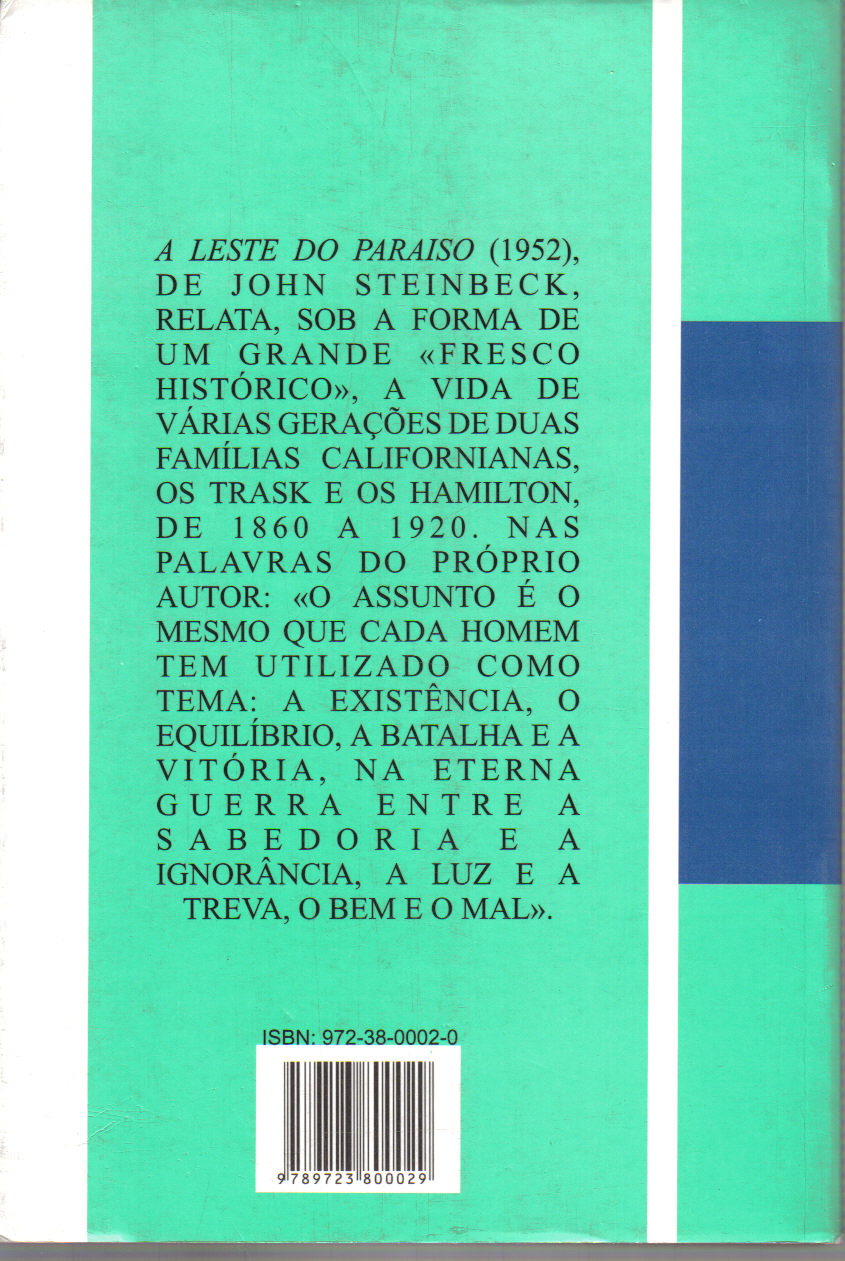 A LESTE DO PARAISO (1952),
DE JOHN STEINBECK,
RELATA, SOB A FORMA DE
UM GRANDE «FRESCO
HISTÓRICO», A VIDA DE
VÁRIAS GERAÇÕES DE DUAS
FAMÍLIAS CALIFORNIANAS,
OS TRASK E OS HAMILTON,
DE 1860 A 1920. NAS
PALAVRAS DO PRÓPRIO
AUTOR: «O ASSUNTO É O
MESMO QUE CADA HOMEM
TEM UTILIZADO COMO
TEMA: A EXISTÊNCIA, O
EQUILÍBRIO, A BATALHA E A
VITÓRIA, NA ETERNA
GUERRA ENTRE A
SABEDORIA E A
IGNORÂNCIA, A LUZ E A
TREVA, O BEM E O MAL».
ISBN: 972-38-0002-0
9789723800029